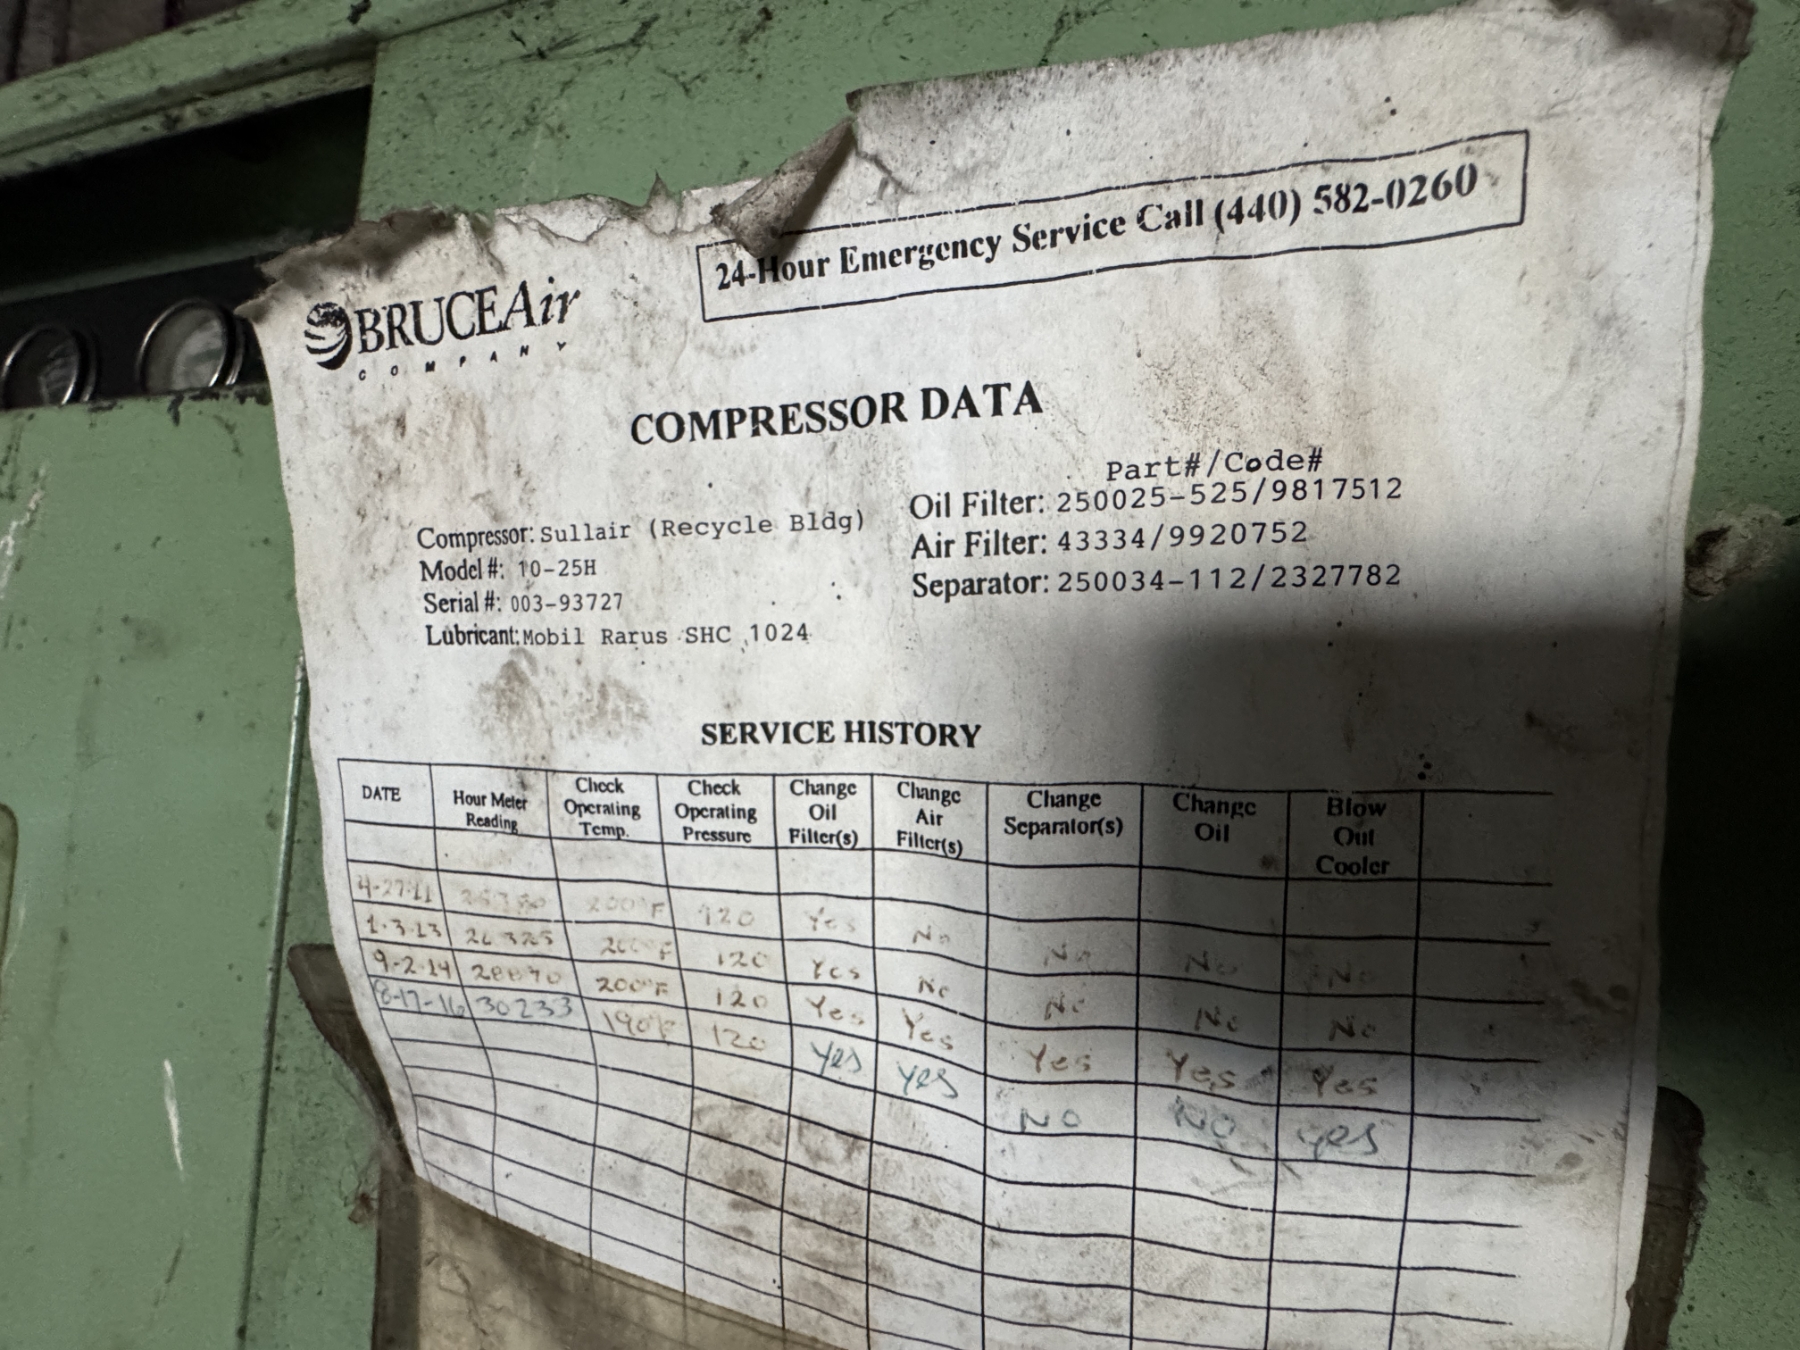 24-Hour Emergency Service Call (440) 582-0260
BRUCEAir
COMPANY
COMPRESSOR DATA
Part#/Code#
Compressor: Sullair (Recycle Bldg)
Model #: 10-25H
Serial #: 003-93727
Lubricant: Mobil Rarus SHC 1024
Oil Filter: 250025-525/9817512
Air Filter: 43334/9920752
Separator: 250034-112/2327782
SERVICE HISTORY
DATE Hour Meter Reading Check Operating Temp. Check Operating Pressure Change Oil Filter(s) Change Air Filter(s) Change Separator(s) Change Oil Blow Out Cooler
4-27-11 200°F 120 Yes No No No No
1-3-13 26325 200°F 120 Yes No No No No
9-2-14 200°F 120 Yes Yes Yes Yes Yes
8-17-16 30233 190°F 120 Yes Yes NO NO yes